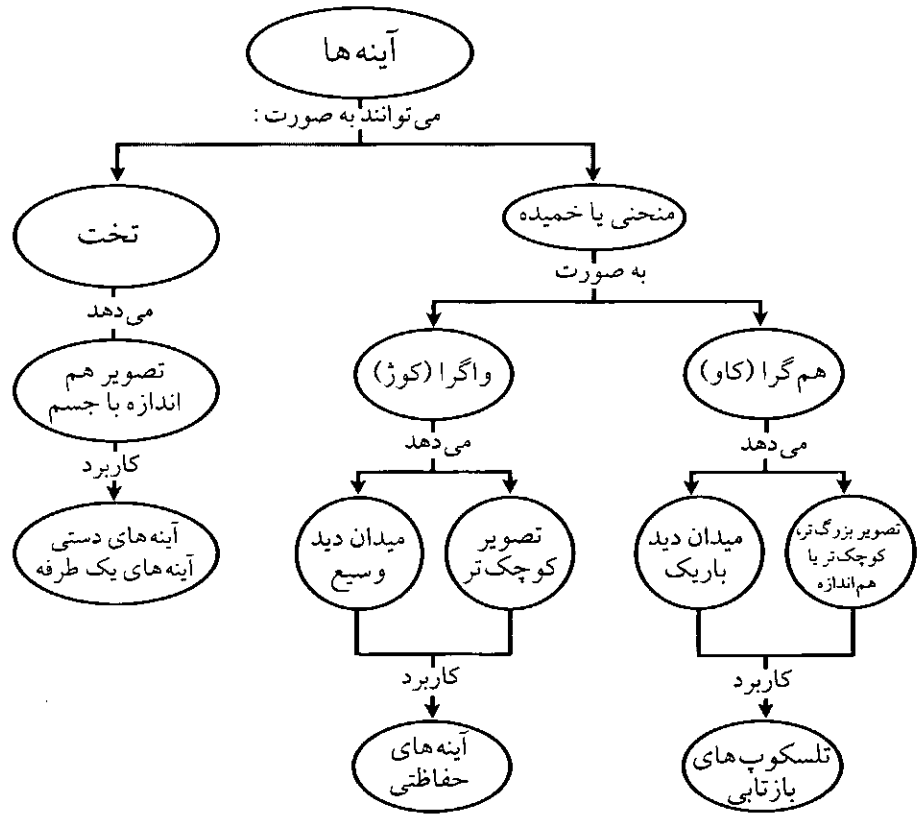 آینه‌ها
می‌توانند به صورت :
منحنی یا خمیده
تخت
به صورت
می‌دهد
هم‌گرا (کاو)
واگرا (کوژ)
تصویر هم
اندازه با جسم
می‌دهد
می‌دهد
کاربرد
تصویر بزرگ‌تر،
کوچک‌تر یا
هم‌اندازه
میدان دید
باریک
تصویر
کوچک‌تر
میدان دید
وسیع
آینه‌های دستی
آینه‌های یک طرفه
کاربرد
کاربرد
تلسکوپ‌های
بازتابی
آینه‌های
حفاظتی